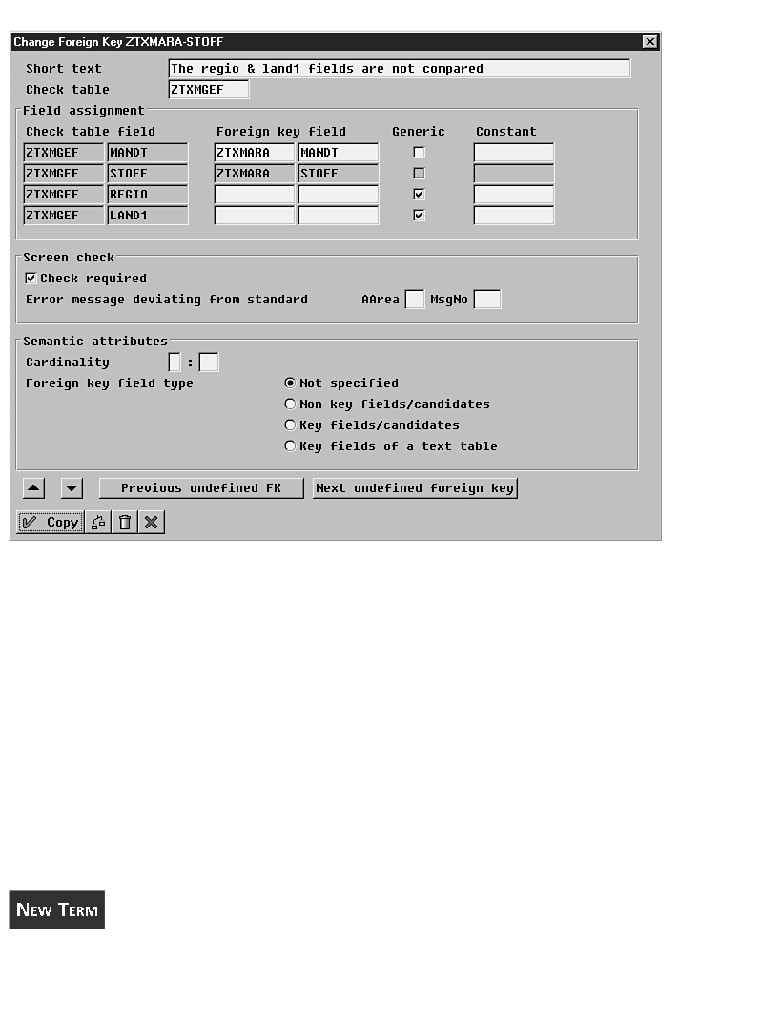 Change Foreign Key ZTXMARA-STOFF
Short text The regio & land1 fields are not conpared
Check table ZTXMGEF
Field assignment
Check table field Foreign key field Generic Constant
ZTXMGEF MANDT ZTXMARA MANDT
ZTXMGEF STOFF ZTXMARA STOFF
ZTXMGEF REGIO
ZTXMGEF LAND1
Screen check
Check required
Error message deviating from standard AArea MsgNo
Semantic attributes
Cardinality :
Foreign key field type Not specified
Non key fields/candidates
Key fields/candidates
Key fields of a text table
Previous undefined FK Next undefined foreign key
Copy
NEW TERM